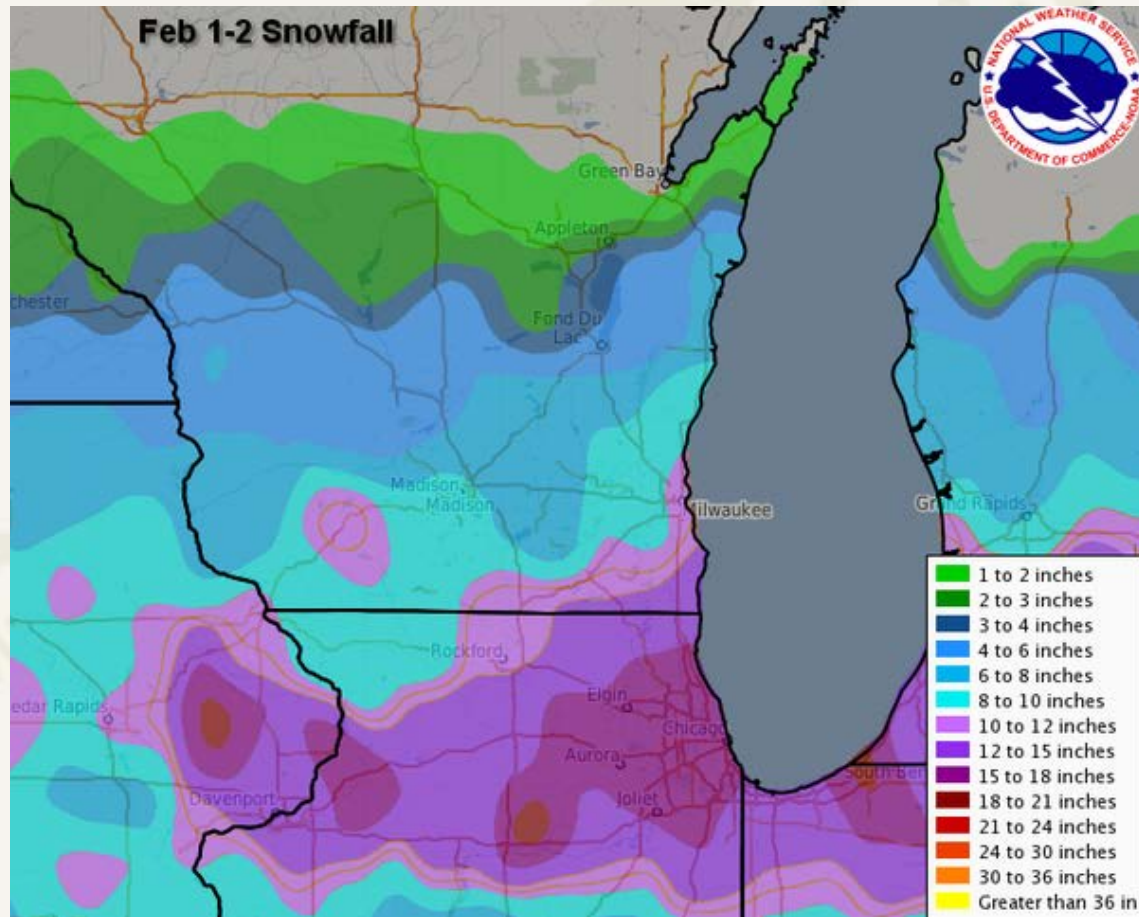 Feb 1-2 Snowfall
NATIONAL WEATHER SERVICE
U.S. DEPARTMENT OF COMMERCE-NOAA
Green Bay
Appleton
chester
Fond Du
Lac
Madison
Madison
Milwaukee
Grand Rapids
Rockford
edar Rapids
Elgin
Chicago
Aurora
South Ben
Davenport
Joliet
1 to 2 inches
2 to 3 inches
3 to 4 inches
4 to 6 inches
6 to 8 inches
8 to 10 inches
10 to 12 inches
12 to 15 inches
15 to 18 inches
18 to 21 inches
21 to 24 inches
24 to 30 inches
30 to 36 inches
Greater than 36 in